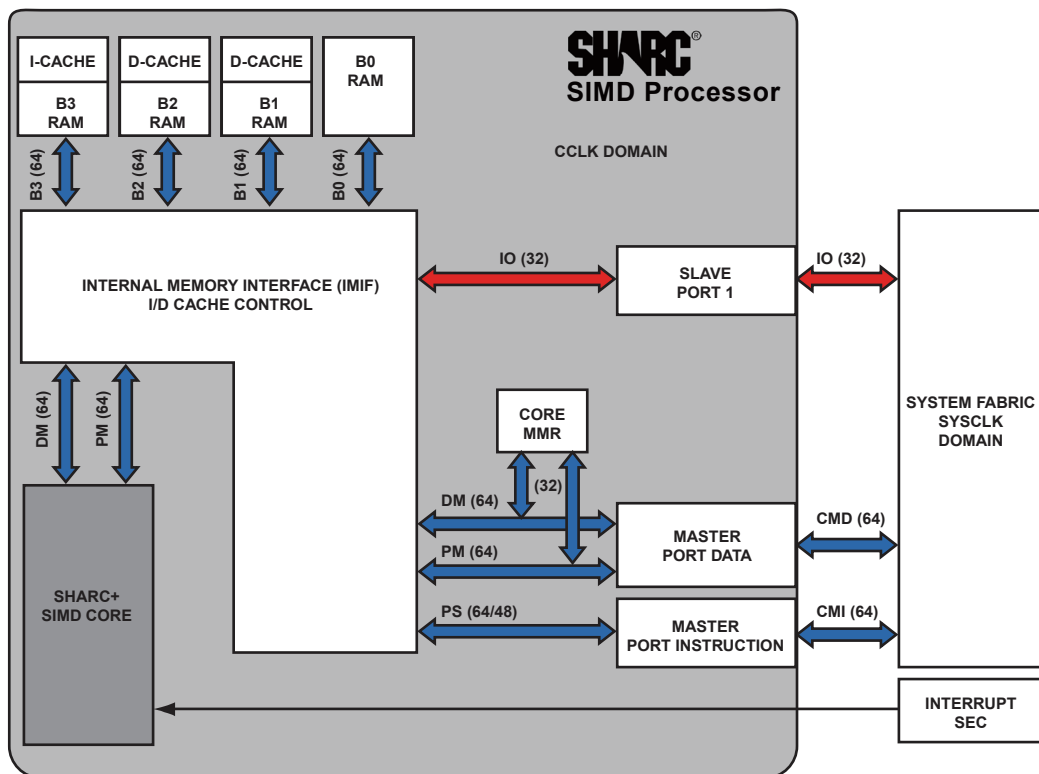 SHARC®
SIMD Processor
CCLK DOMAIN
I-CACHE
B3
RAM
D-CACHE
B2
RAM
D-CACHE
B1
RAM
B0
RAM
B3 (64)
B2 (64)
B1 (64)
B0 (64)
INTERNAL MEMORY INTERFACE (IMIF)
I/D CACHE CONTROL
IO (32)
SLAVE
PORT 1
IO (32)
DM (64)
PM (64)
CORE
MMR
(32)
SYSTEM FABRIC
SYSCLK
DOMAIN
DM (64)
PM (64)
MASTER
PORT DATA
CMD (64)
SHARC+
SIMD CORE
PS (64/48)
MASTER
PORT INSTRUCTION
CMI (64)
INTERRUPT
SEC